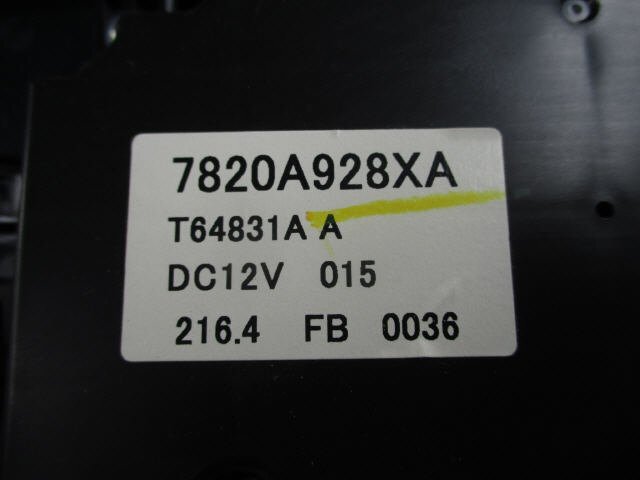 7820A928XA
T64831A A
DC12V 015
216.4 FB 0036